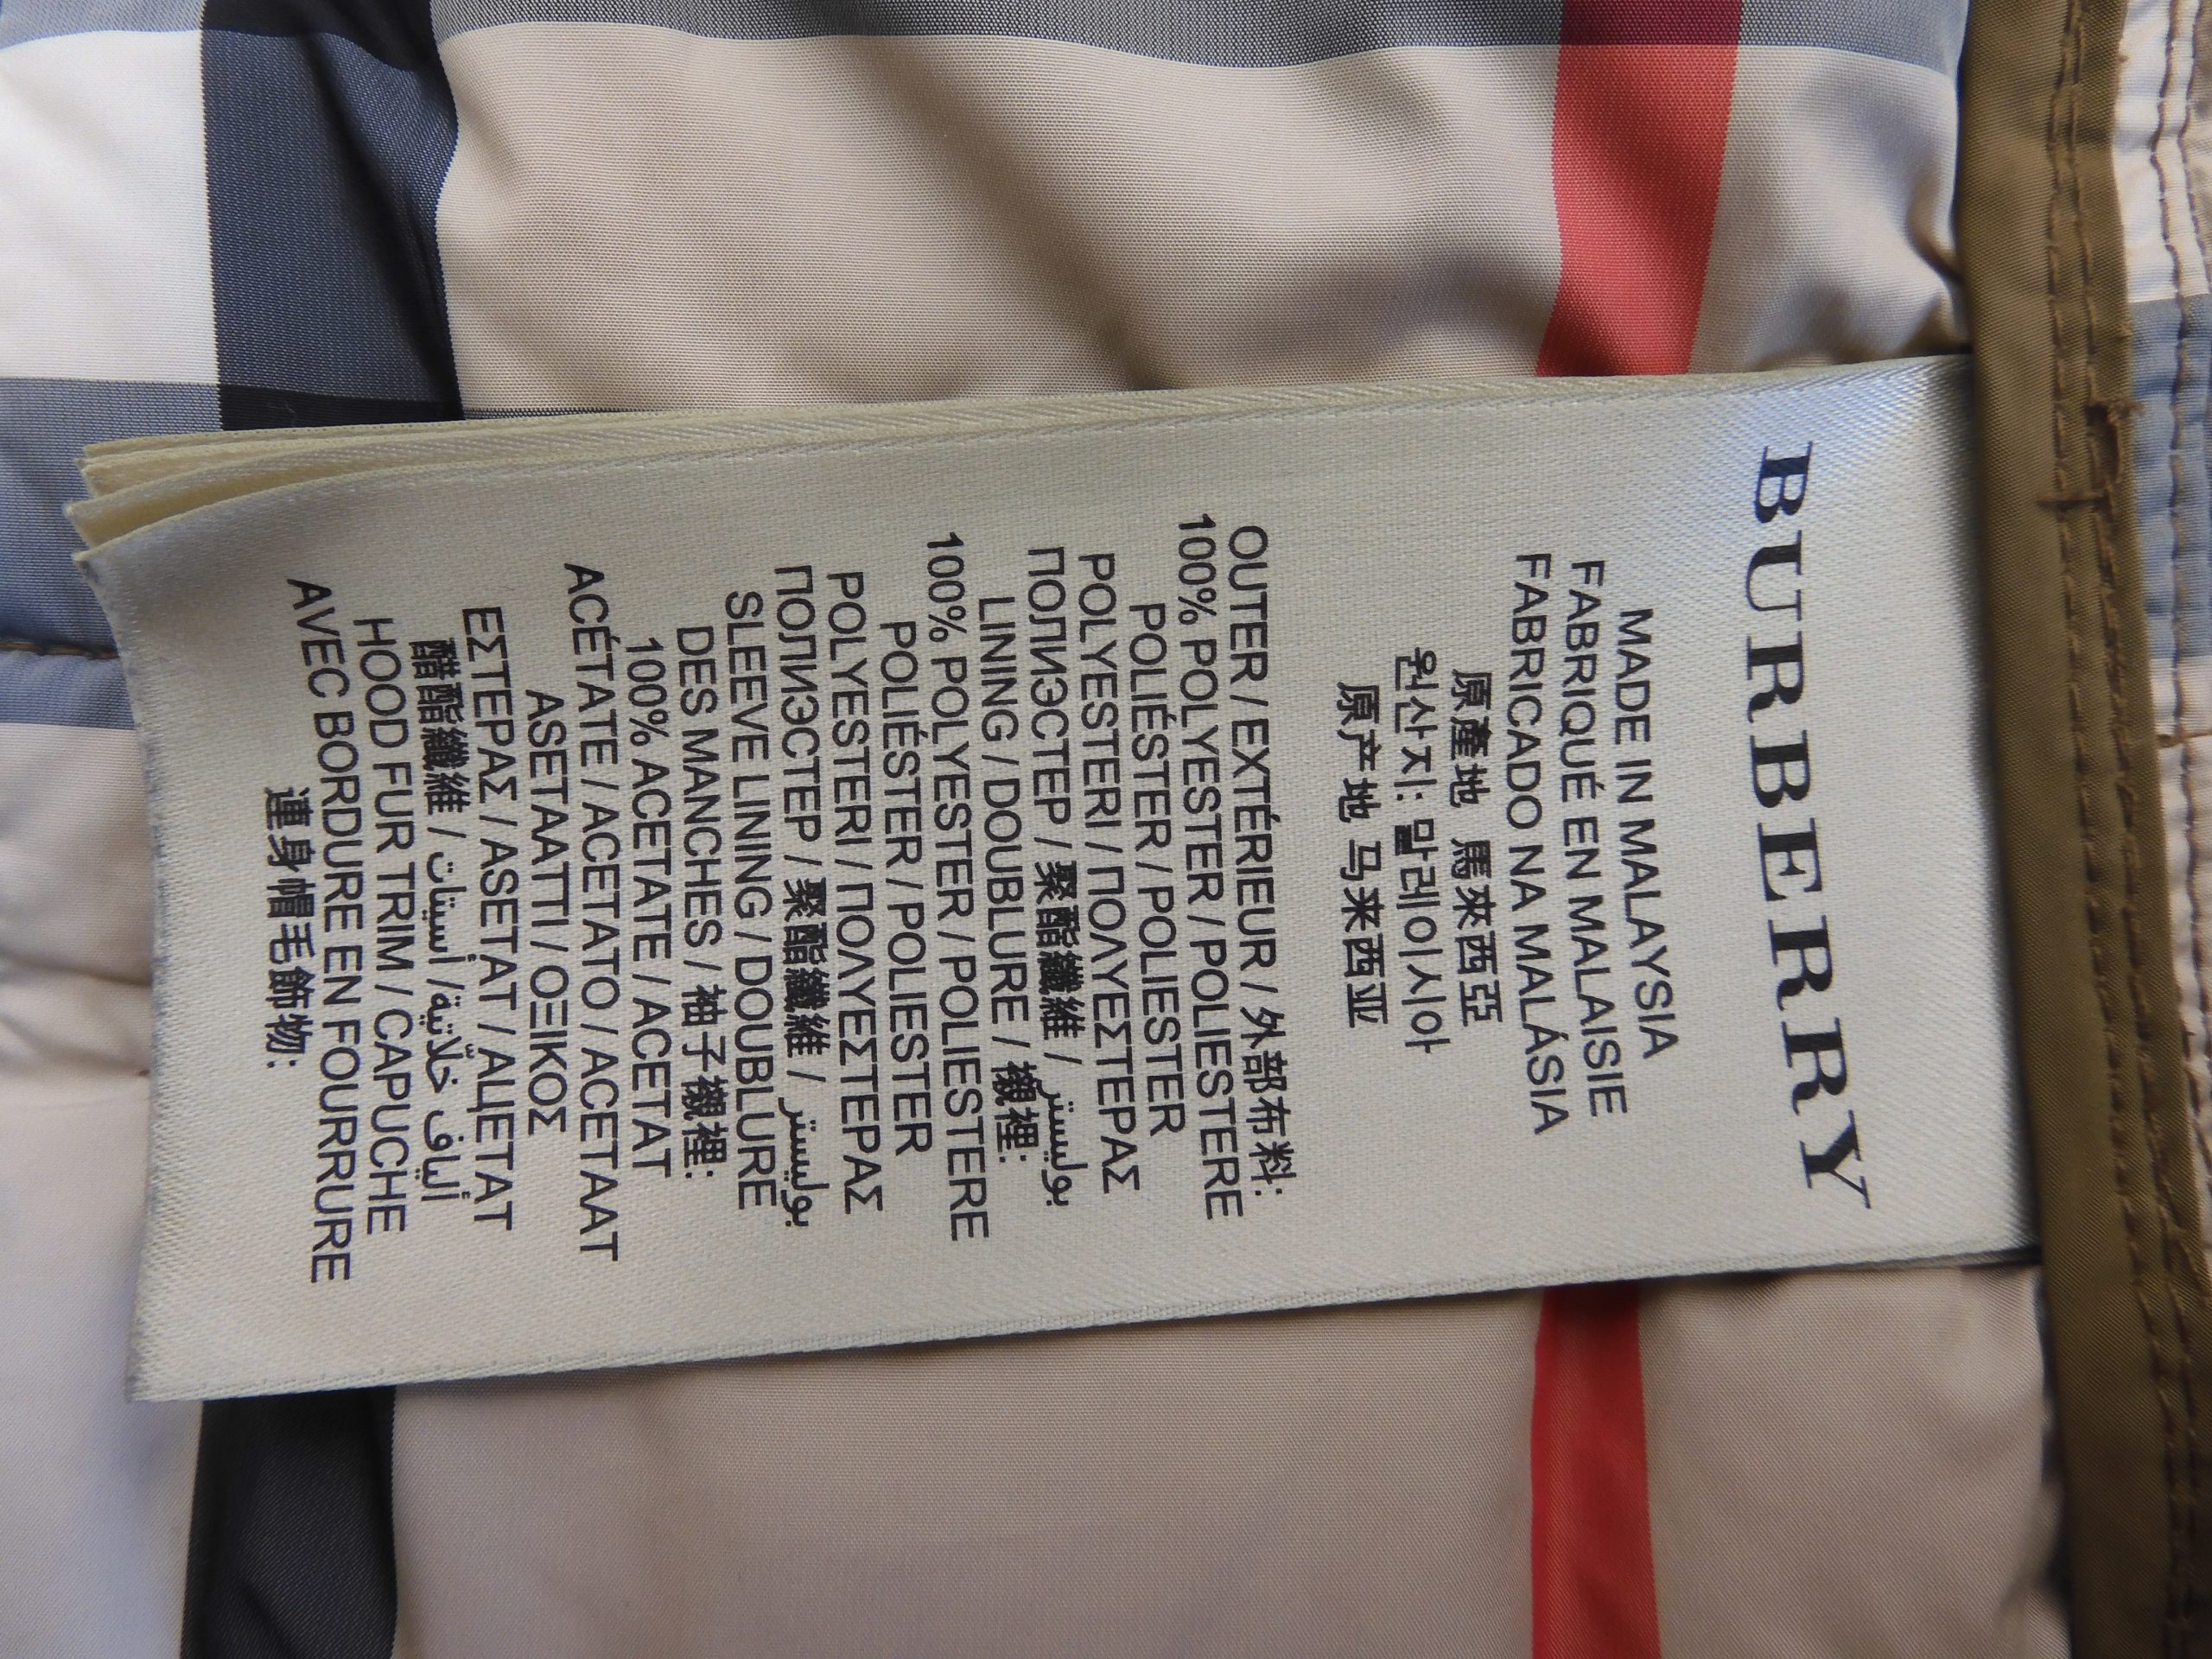 BURBERRY
MADE IN MALAYSIA
FABRIQUÉ EN MALAISIE
FABRICADO NA MALÁSIA
原產地 馬來西亞
원산지: 말레이시아
原产地 马来西亚
OUTER / EXTÉRIEUR / 外部布料:
100% POLYESTER / POLIESTERE
POLIÉSTER / POLIESTER
POLYESTERI / ΠΟΛΥΕΣΤΕΡΑΣ
ПОЛИЭСТЕР / 聚酯纖維 / بوليستر
LINING / DOUBLURE / 襯裡:
100% POLYESTER / POLIESTERE
POLIÉSTER / POLIESTER
POLYESTERI / ΠΟΛΥΕΣΤΕΡΑΣ
ПОЛИЭСТЕР / 聚酯纖維 / بوليستر
SLEEVE LINING / DOUBLURE
DES MANCHES / 袖子襯裡:
100% ACETATE / ACETAT
ACÉTATE / ACETATO / ACETAAT
ASETAATTI / ΟΞΙΚΟΣ
ΕΣΤΕΡΑΣ / ASETAT / АЦЕТАТ
醋酯纖維 / ألياف خلاّتية/ أسيتات
HOOD FUR TRIM / CAPUCHE
AVEC BORDURE EN FOURRURE
連身帽毛飾物: